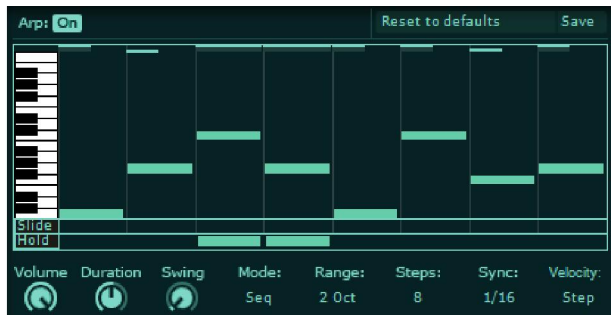 Arp: On Reset to defaults Save
Slide
Hold
Volume Duration Swing Mode: Range: Steps: Sync: Velocity:
Seq 2 Oct 8 1/16 Step